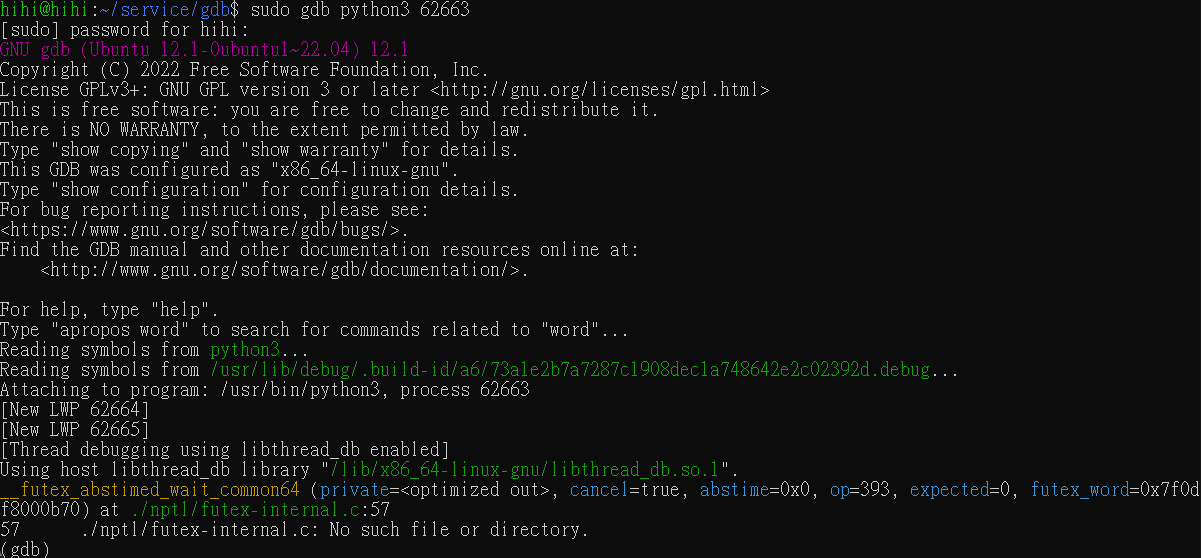 hihi@hihi:~/service/gdb$ sudo gdb python3 62663
[sudo] password for hihi:
GNU gdb (Ubuntu 12.1-0ubuntu1~22.04) 12.1
Copyright (C) 2022 Free Software Foundation, Inc.
License GPLv3+: GNU GPL version 3 or later <http://gnu.org/licenses/gpl.html>
This is free software: you are free to change and redistribute it.
There is NO WARRANTY, to the extent permitted by law.
Type "show copying" and "show warranty" for details.
This GDB was configured as "x86_64-linux-gnu".
Type "show configuration" for configuration details.
For bug reporting instructions, please see:
<https://www.gnu.org/software/gdb/bugs/>.
Find the GDB manual and other documentation resources online at:
    <http://www.gnu.org/software/gdb/documentation/>.
For help, type "help".
Type "apropos word" to search for commands related to "word"...
Reading symbols from python3...
Reading symbols from /usr/lib/debug/.build-id/a6/73a1e2b7a7287c1908dec1a748642e2c02392d.debug...
Attaching to program: /usr/bin/python3, process 62663
[New LWP 62664]
[New LWP 62665]
[Thread debugging using libthread_db enabled]
Using host libthread_db library "/lib/x86_64-linux-gnu/libthread_db.so.1".
__futex_abstimed_wait_common64 (private=<optimized out>, cancel=true, abstime=0x0, op=393, expected=0, futex_word=0x7f0d
f8000b70) at ./nptl/futex-internal.c:57
57      ./nptl/futex-internal.c: No such file or directory.
(gdb)